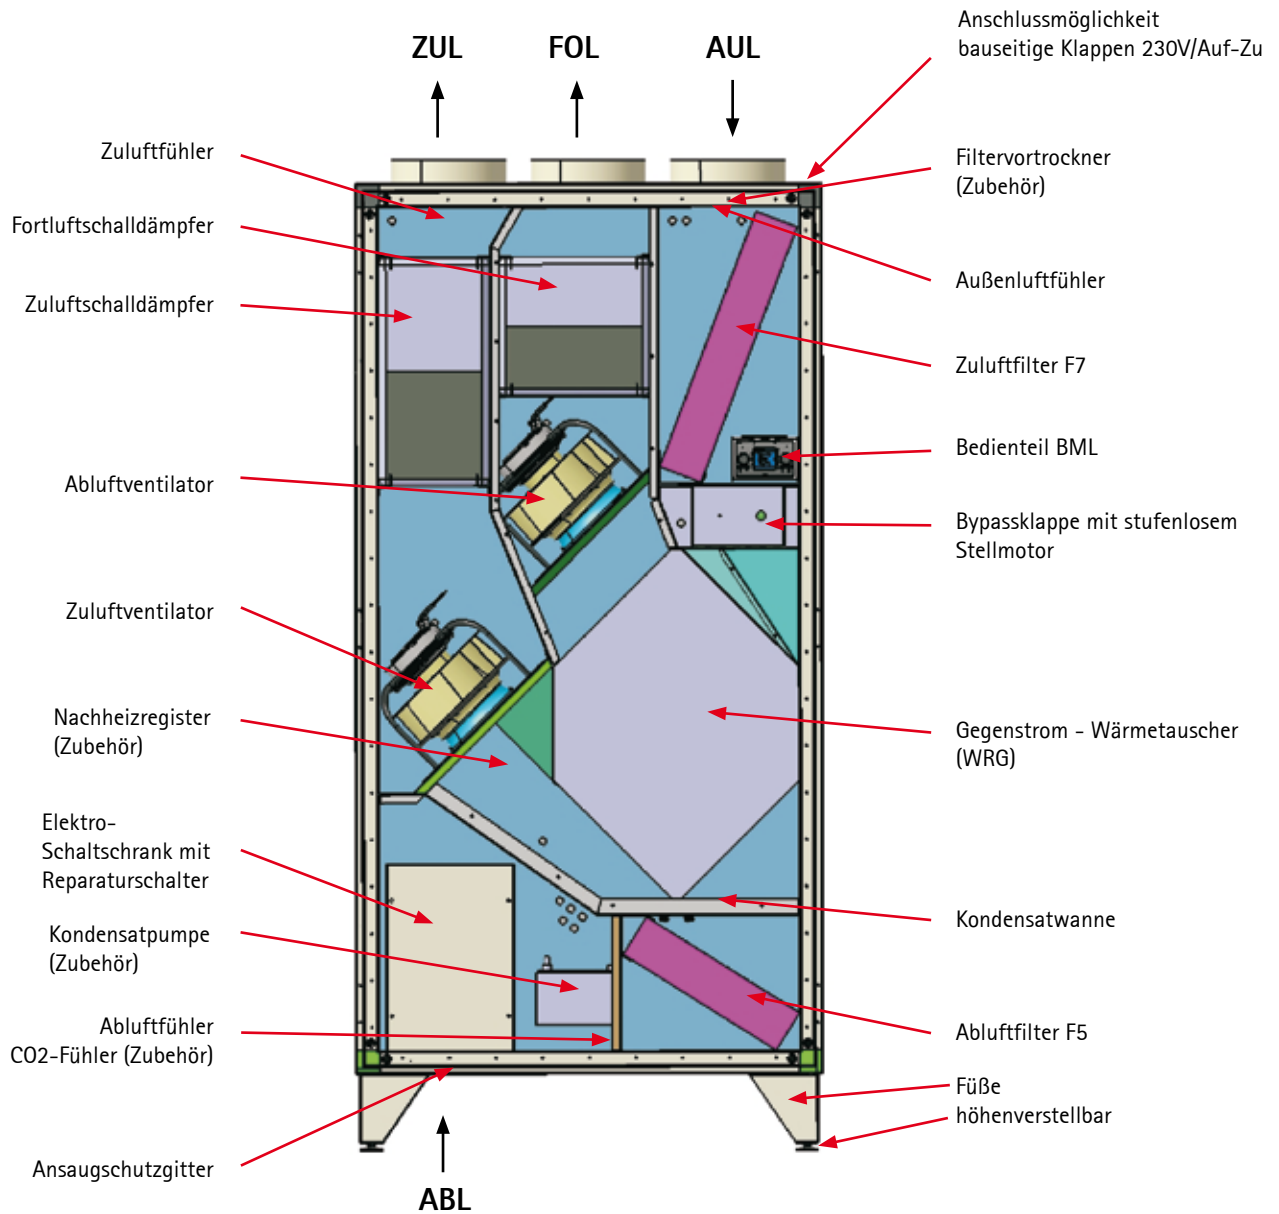 ZUL
FOL
AUL
Anschlussmöglichkeit
bauseitige Klappen 230V/Auf-Zu
Zuluftfühler
Fortluftschalldämpfer
Zuluftschalldämpfer
Abluftventilator
Zuluftventilator
Nachheizregister
(Zubehör)
Elektro-
Schaltschrank mit
Reparaturschalter
Kondensatpumpe
(Zubehör)
Abluftfühler
CO2-Fühler (Zubehör)
Ansaugschutzgitter
ABL
Filtervortrockner
(Zubehör)
Außenluftfühler
Zuluftfilter F7
Bedienteil BML
Bypassklappe mit stufenlosem
Stellmotor
Gegenstrom - Wärmetauscher
(WRG)
Kondensatwanne
Abluftfilter F5
Füße
höhenverstellbar